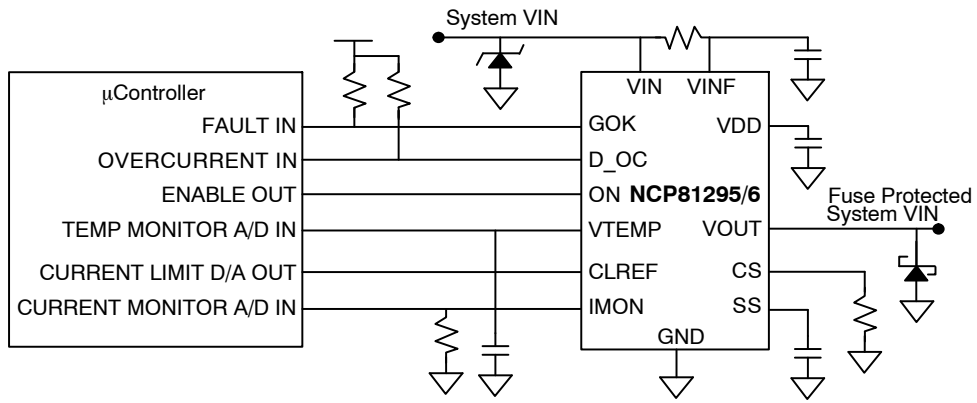 System VIN
μController
FAULT IN
OVERCURRENT IN
ENABLE OUT
TEMP MONITOR A/D IN
CURRENT LIMIT D/A OUT
CURRENT MONITOR A/D IN
VIN VINF
GOK VDD
D_OC
ON NCP81295/6
VTEMP VOUT
CLREF CS
IMON SS
GND
Fuse Protected
System VIN